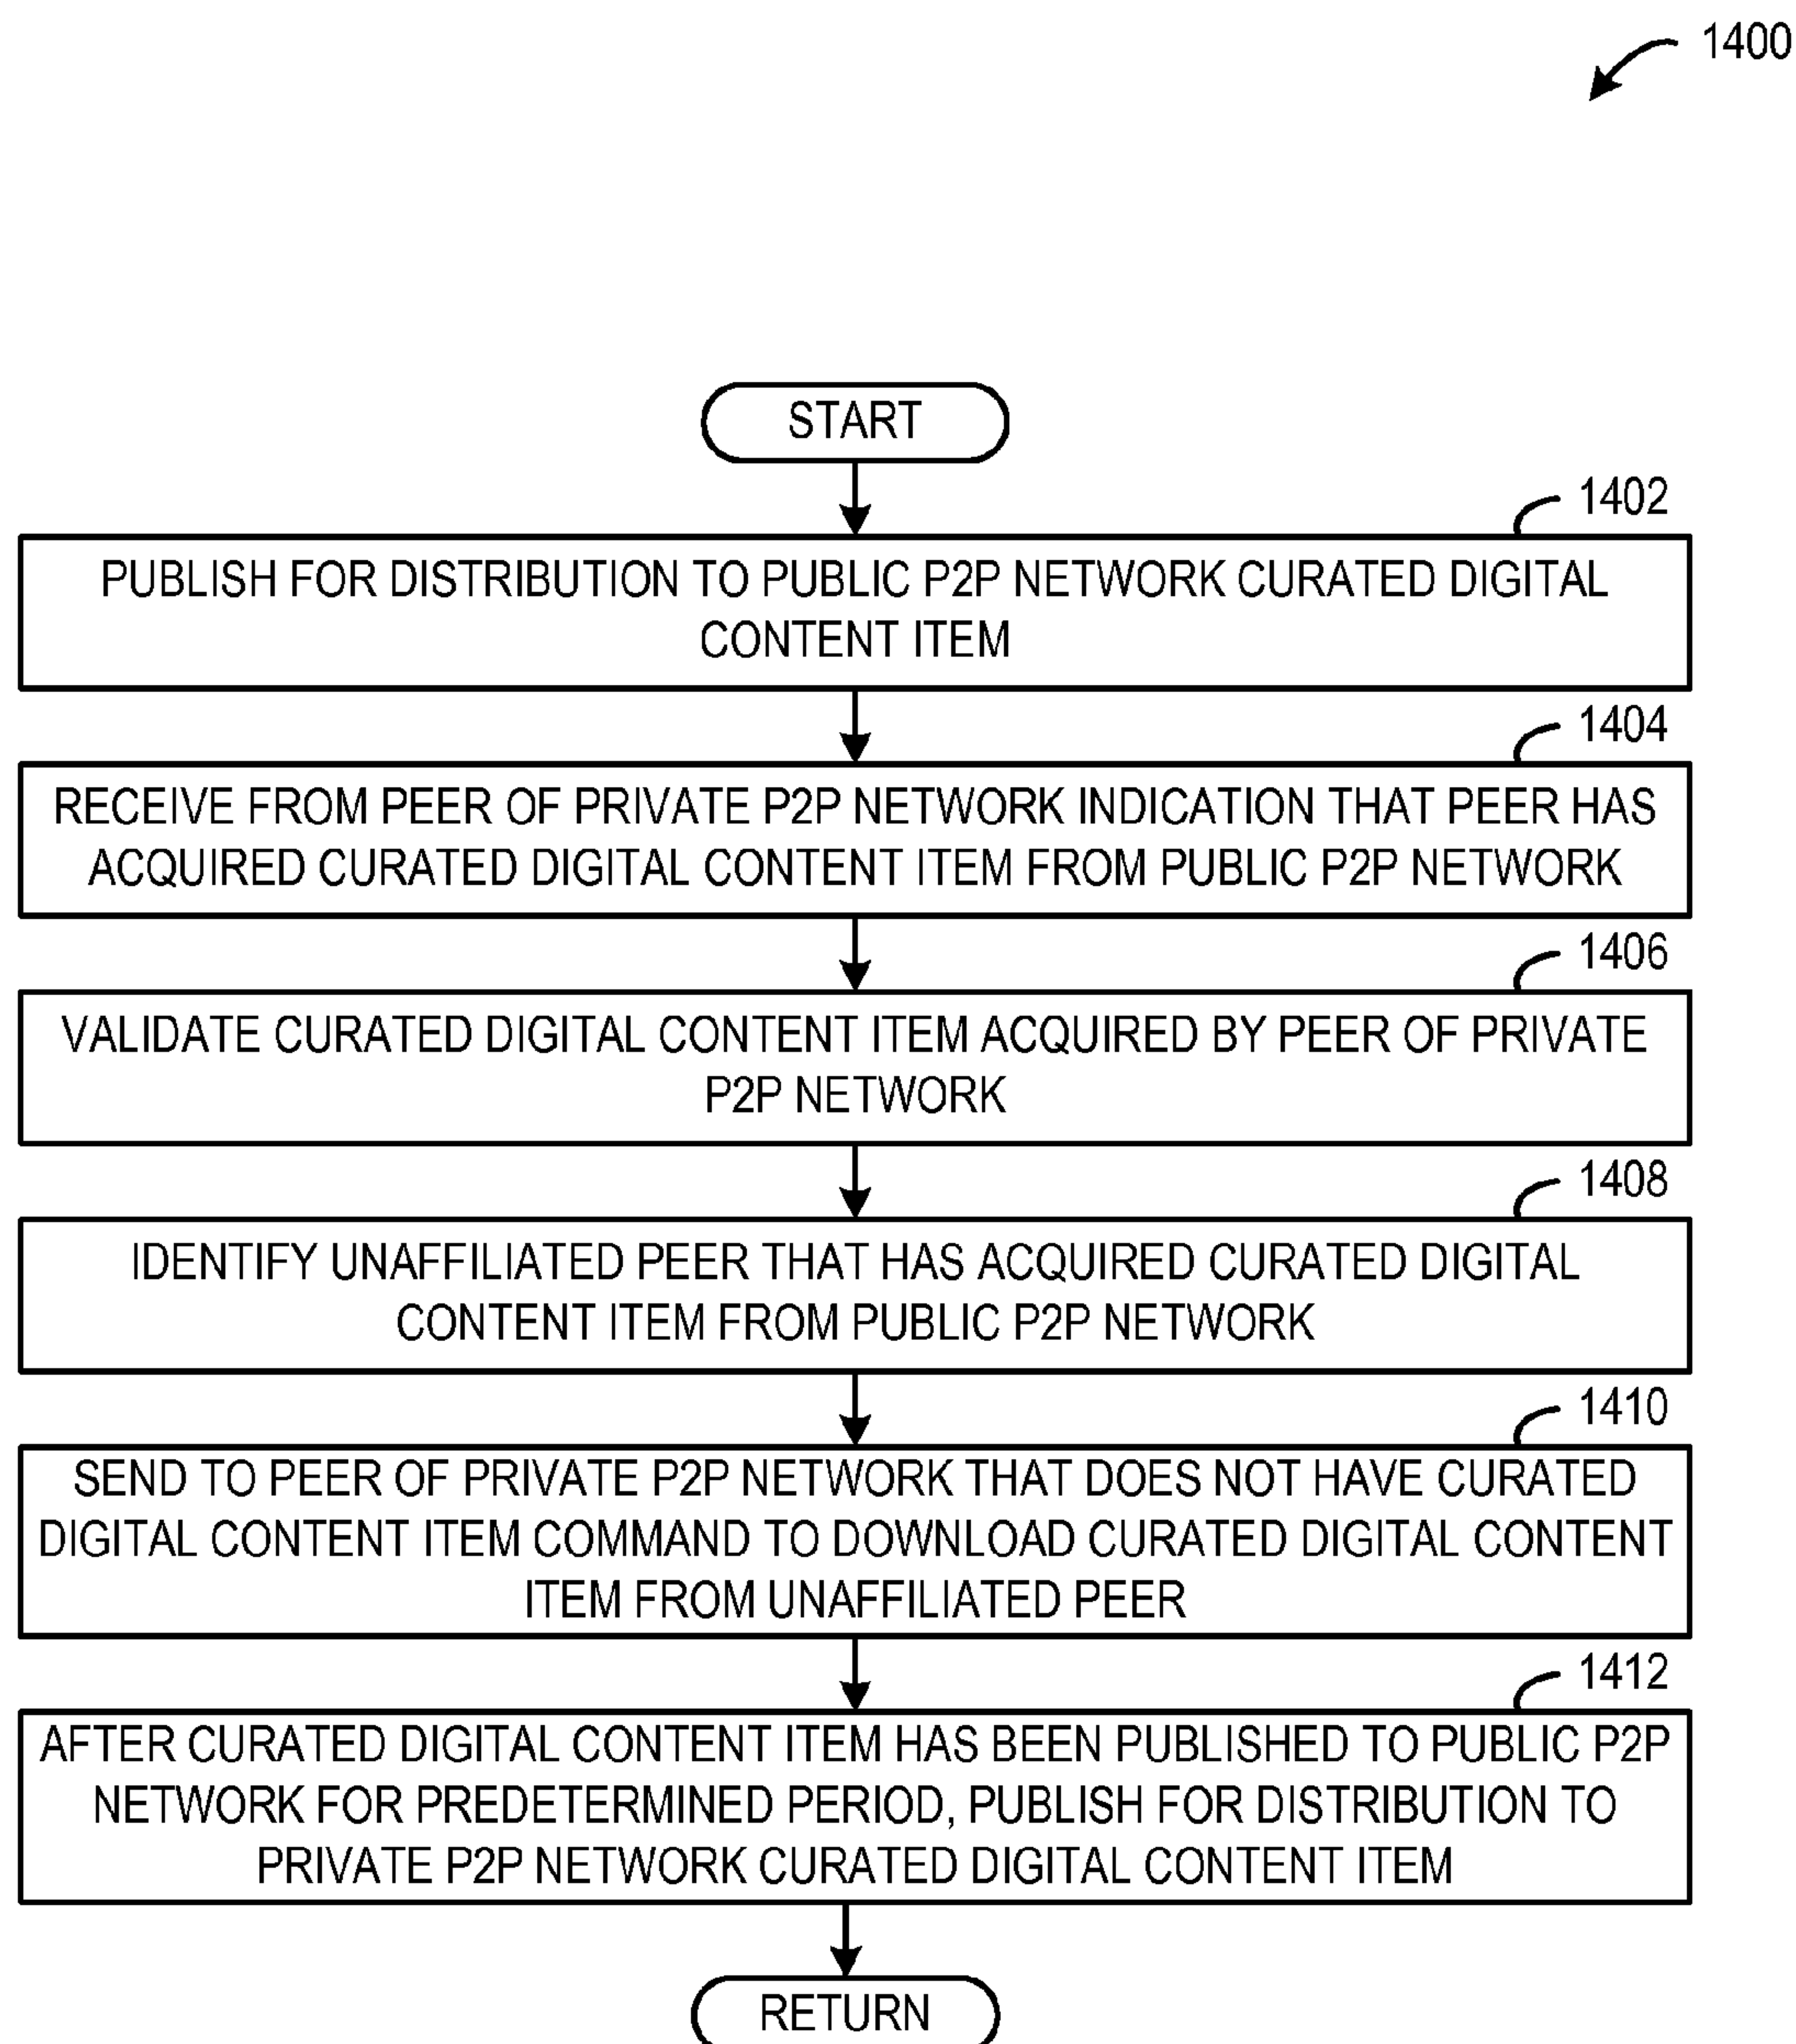 1400
START
1402
PUBLISH FOR DISTRIBUTION TO PUBLIC P2P NETWORK CURATED DIGITAL
CONTENT ITEM
1404
RECEIVE FROM PEER OF PRIVATE P2P NETWORK INDICATION THAT PEER HAS
ACQUIRED CURATED DIGITAL CONTENT ITEM FROM PUBLIC P2P NETWORK
1406
VALIDATE CURATED DIGITAL CONTENT ITEM ACQUIRED BY PEER OF PRIVATE
P2P NETWORK
1408
IDENTIFY UNAFFILIATED PEER THAT HAS ACQUIRED CURATED DIGITAL
CONTENT ITEM FROM PUBLIC P2P NETWORK
1410
SEND TO PEER OF PRIVATE P2P NETWORK THAT DOES NOT HAVE CURATED
DIGITAL CONTENT ITEM COMMAND TO DOWNLOAD CURATED DIGITAL CONTENT
ITEM FROM UNAFFILIATED PEER
1412
AFTER CURATED DIGITAL CONTENT ITEM HAS BEEN PUBLISHED TO PUBLIC P2P
NETWORK FOR PREDETERMINED PERIOD, PUBLISH FOR DISTRIBUTION TO
PRIVATE P2P NETWORK CURATED DIGITAL CONTENT ITEM
RETURN